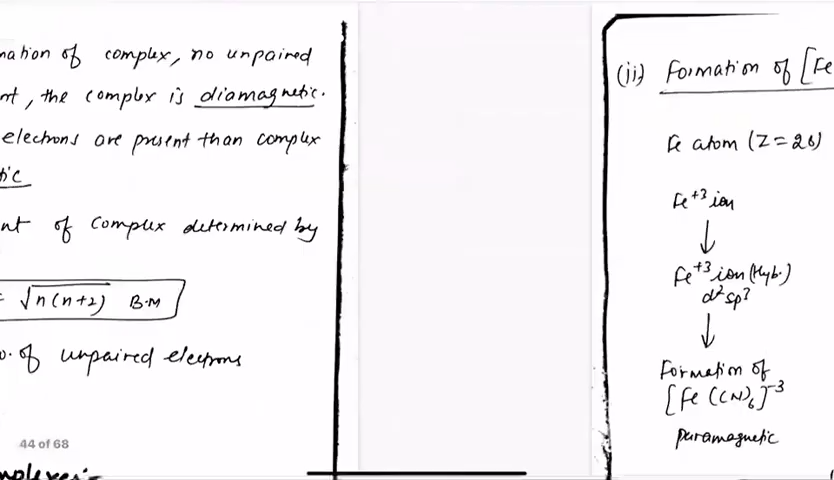 mation of complex, no unpaired
nt, the complex is diamagnetic.
electrons are present than complex
tic
nt of complex determined by
= √n(n+2) B.M
o. of unpaired electrons
44 of 68
mplexes:-
(ii) Formation of [Fe
Fe atom (Z=26)
Fe+3 ion
↓
Fe+3 ion (Hyb.)
d²sp³
↓
Formation of
[Fe (CN)6]-3
paramagnetic